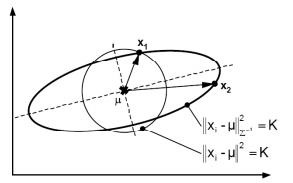 x₁
x₂
μ
‖xᵢ - μ‖²_Σ⁻¹ = K
‖xᵢ - μ‖² = K